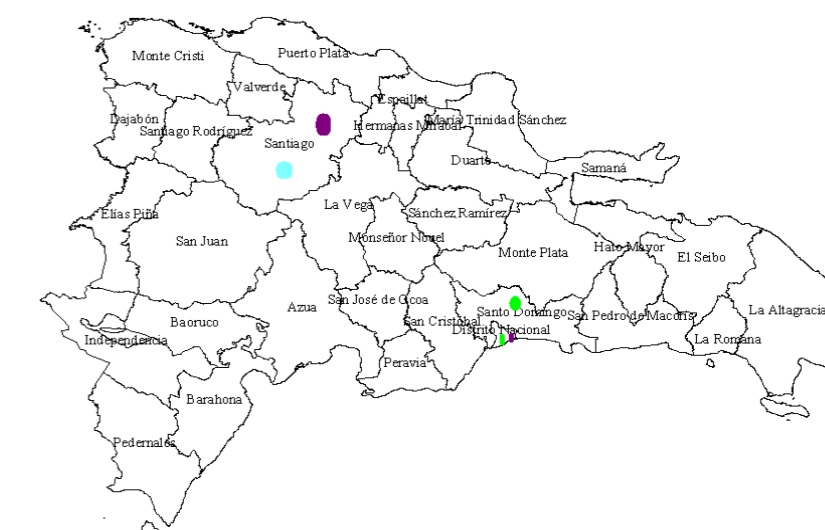 Monte Cristi
Puerto Plata
Valverde
Espaillat
Dajabón
Santiago Rodríguez
Hermanas Mirabal
María Trinidad Sánchez
Santiago
Duarte
Samaná
Elías Piña
La Vega
Sánchez Ramírez
San Juan
Monseñor Nouel
Monte Plata
Hato Mayor
El Seibo
Azua
San José de Ocoa
Santo Domingo
San Pedro de Macorís
La Altagracia
Baoruco
San Cristobal
Distrito Nacional
Independencia
La Romana
Peravia
Barahona
Pedernales